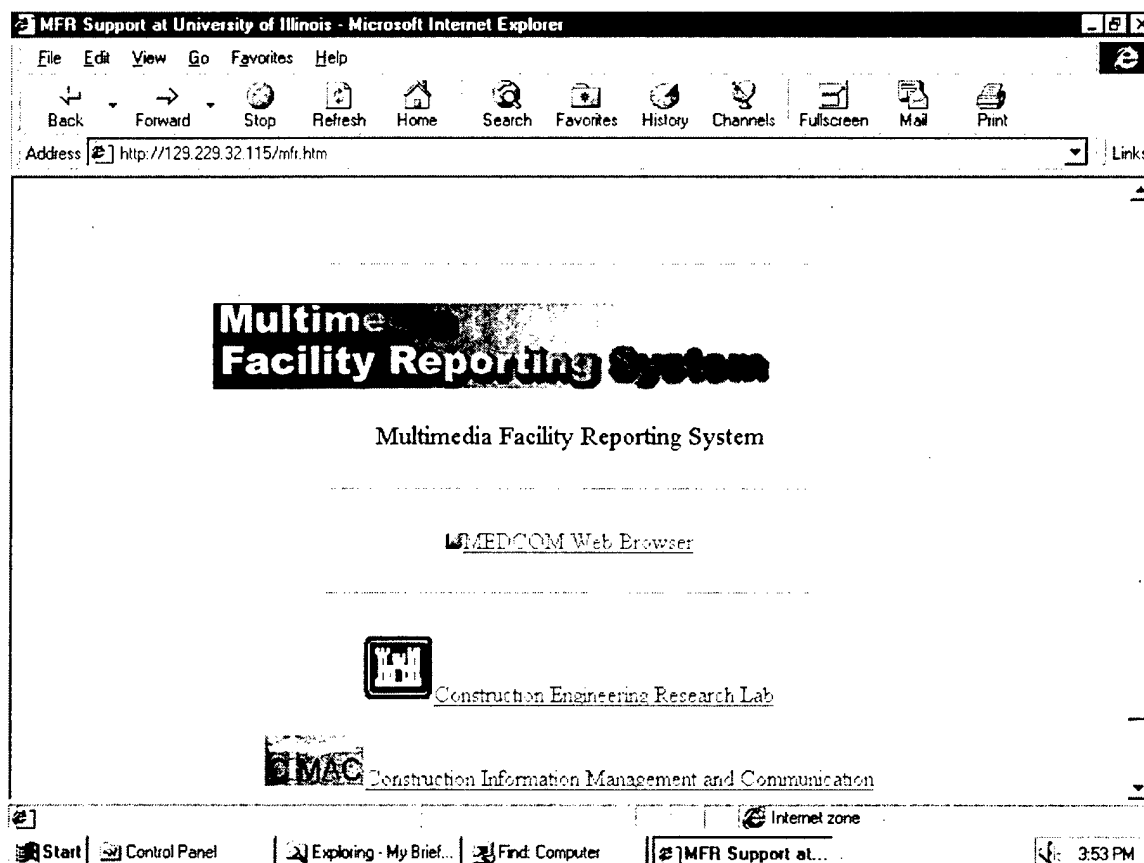 MFR Support at University of Illinois - Microsoft Internet Explorer
File Edit View Go Favorites Help
Back Forward Stop Refresh Home Search Favorites History Channels Fullscreen Mail Print
Address http://129.229.32.115/mfr.htm Links
Multime
Facility Reporting System
Multimedia Facility Reporting System
MEDCOM Web Browser
Construction Engineering Research Lab
MAC Construction Information Management and Communication
Internet zone
Start Control Panel Exploring - My Brief... Find: Computer MFR Support at... 3:53 PM